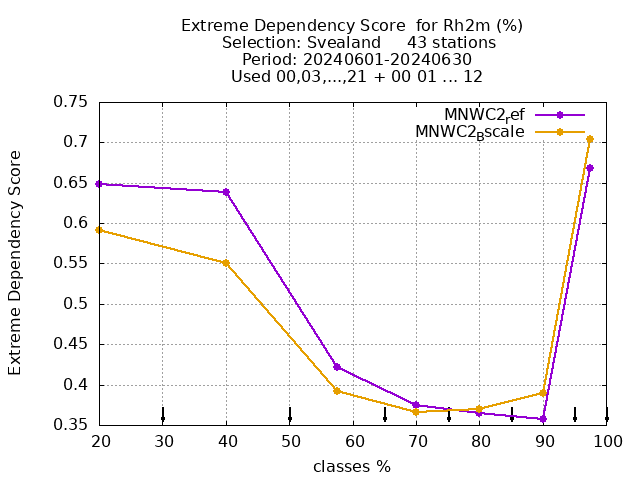 Extreme Dependency Score  for Rh2m (%)
Selection: Svealand     43 stations
Period: 20240601-20240630
Used 00,03,...,21 + 00 01 ... 12
MNWC2ref
MNWC2Bscale
Extreme Dependency Score
0.75
0.7
0.65
0.6
0.55
0.5
0.45
0.4
0.35
20 30 40 50 60 70 80 90 100
classes %